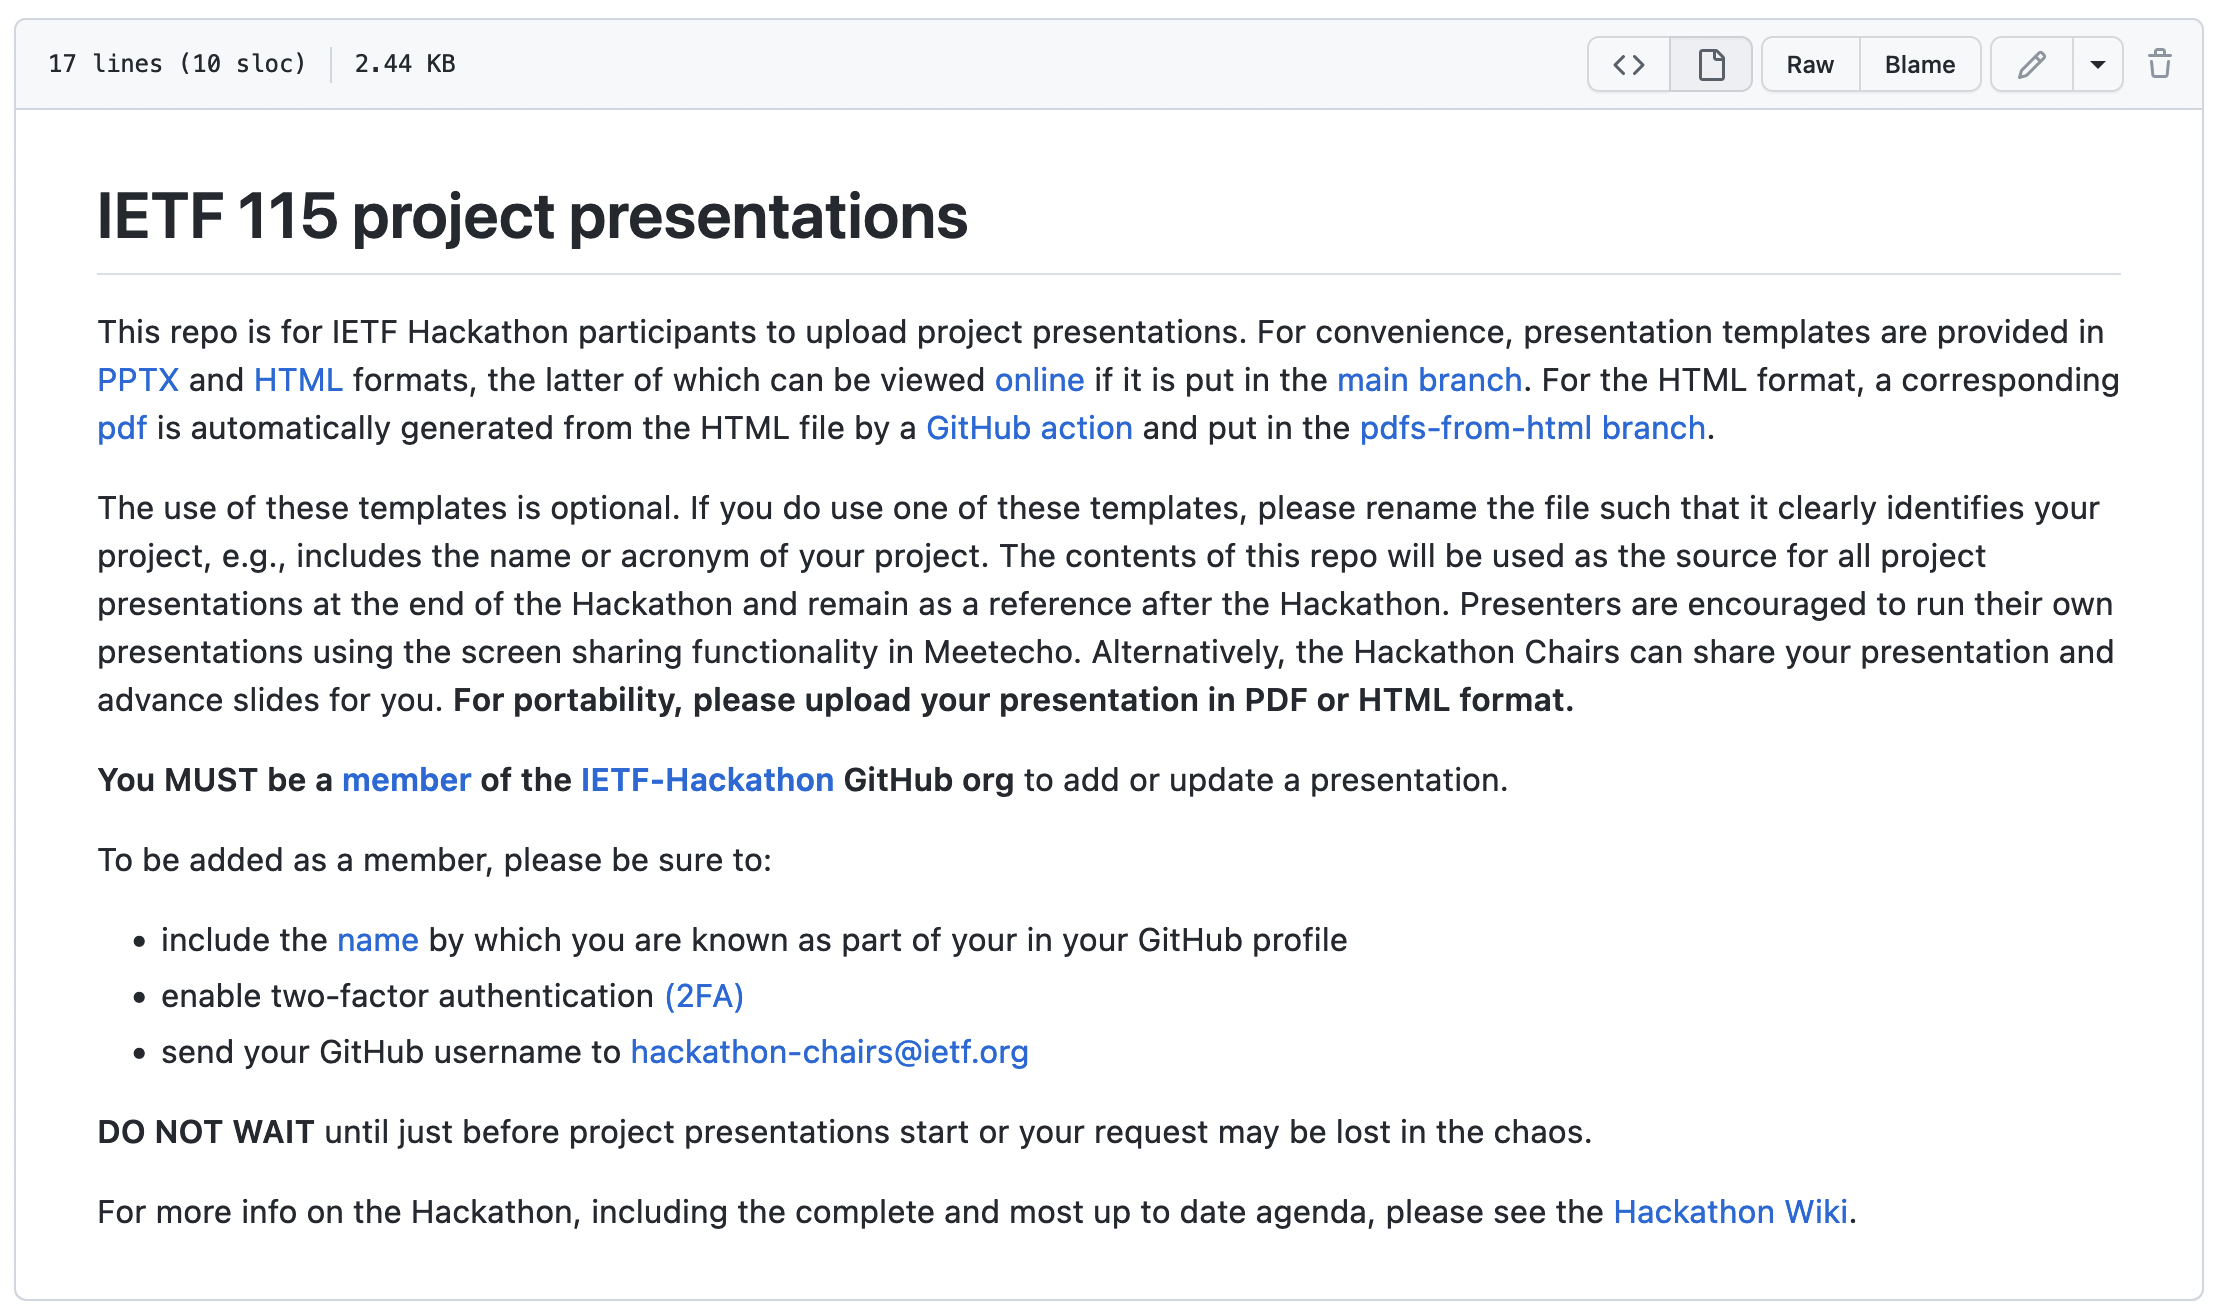 17 lines (10 sloc) 2.44 KB Raw Blame
IETF 115 project presentations
This repo is for IETF Hackathon participants to upload project presentations. For convenience, presentation templates are provided in
PPTX and HTML formats, the latter of which can be viewed online if it is put in the main branch. For the HTML format, a corresponding
pdf is automatically generated from the HTML file by a GitHub action and put in the pdfs-from-html branch.
The use of these templates is optional. If you do use one of these templates, please rename the file such that it clearly identifies your
project, e.g., includes the name or acronym of your project. The contents of this repo will be used as the source for all project
presentations at the end of the Hackathon and remain as a reference after the Hackathon. Presenters are encouraged to run their own
presentations using the screen sharing functionality in Meetecho. Alternatively, the Hackathon Chairs can share your presentation and
advance slides for you. For portability, please upload your presentation in PDF or HTML format.
You MUST be a member of the IETF-Hackathon GitHub org to add or update a presentation.
To be added as a member, please be sure to:
• include the name by which you are known as part of your in your GitHub profile
• enable two-factor authentication (2FA)
• send your GitHub username to hackathon-chairs@ietf.org
DO NOT WAIT until just before project presentations start or your request may be lost in the chaos.
For more info on the Hackathon, including the complete and most up to date agenda, please see the Hackathon Wiki.